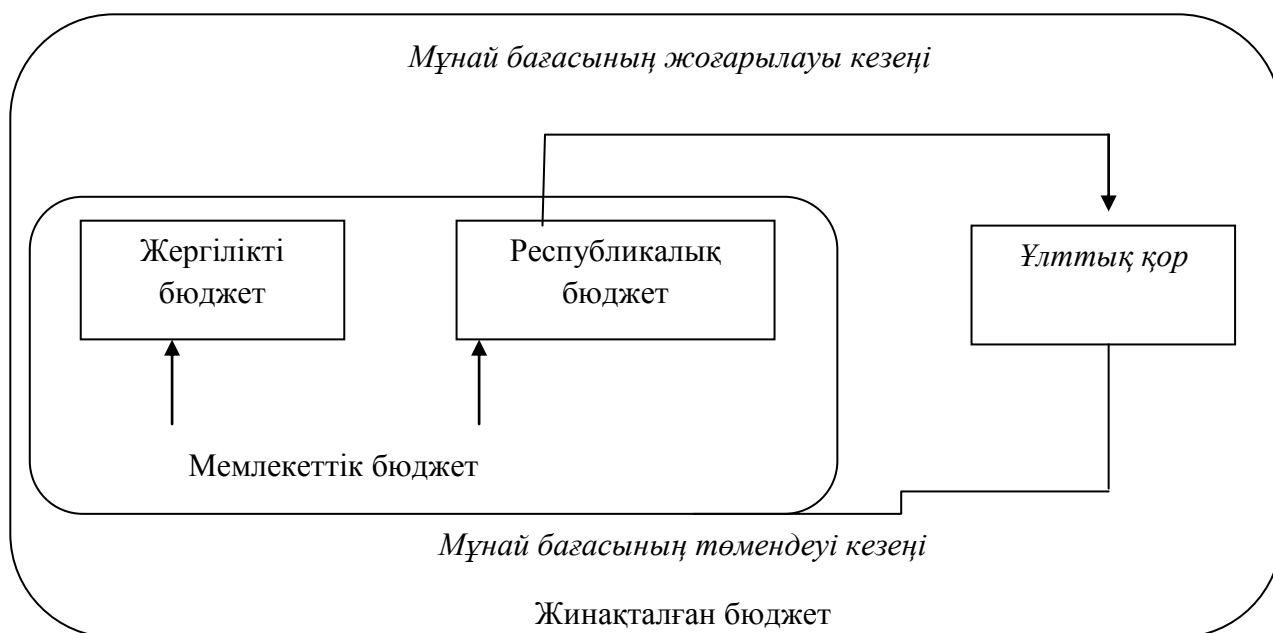 Мұнай бағасының жоғарылауы кезеңі
Жергілікті
бюджет
Республикалық
бюджет
Ұлттық қор
Мемлекеттік бюджет
Мұнай бағасының төмендеуі кезеңі
Жинақталған бюджет